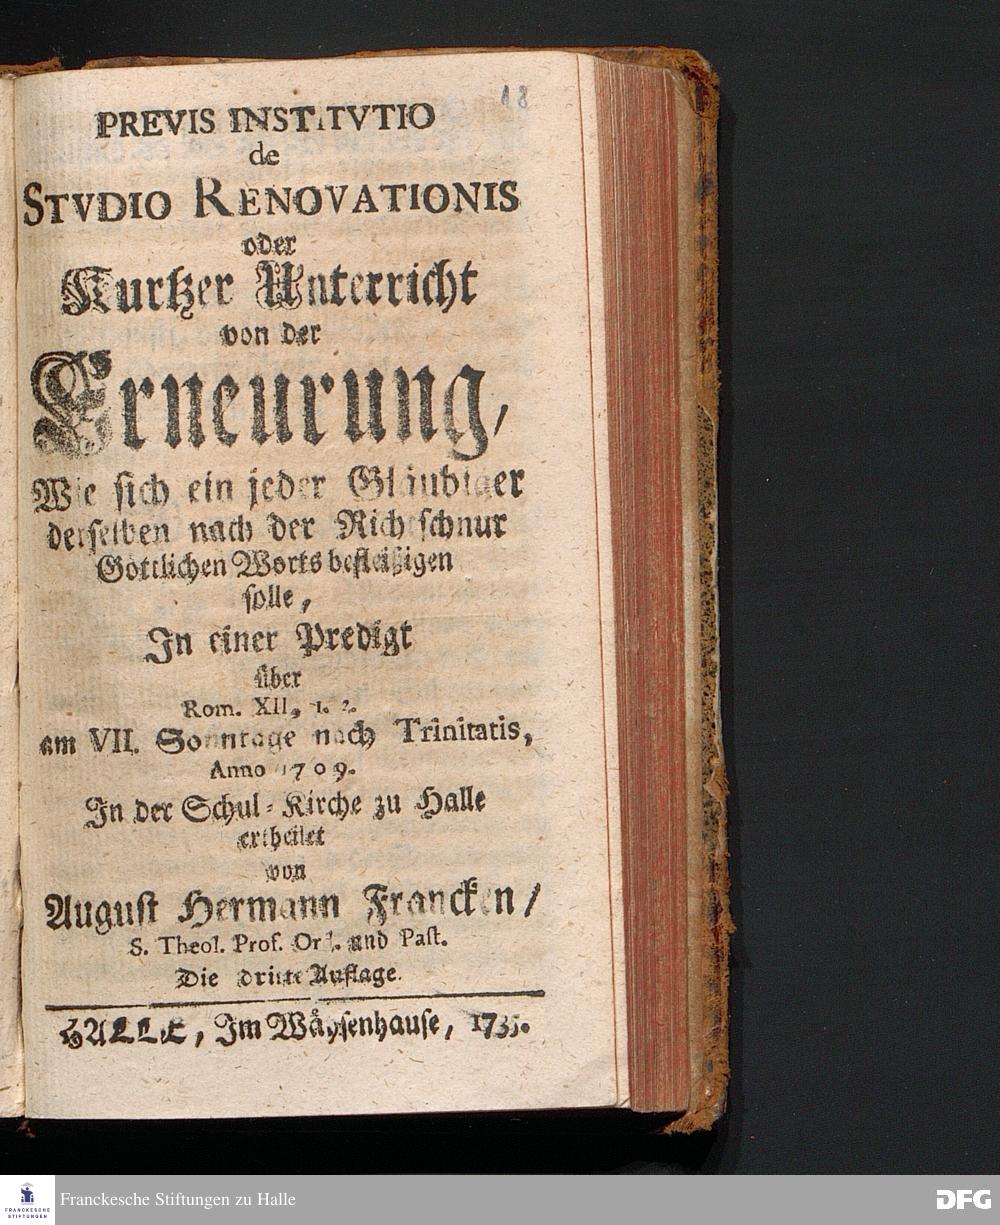 18
PREVIS INSTITVTIO
de
STVDIO RENOVATIONIS
oder
Kurtzer Unterricht
von der
Erneurung,
Wie sich ein jeder Gläubiger
derselben nach der Richtschnur
Göttlichen Worts befleißigen
solle,
In einer Predigt
über
Rom. XII, 1. 2.
am VII. Sonntage nach Trinitatis,
Anno 1709.
In der Schul-Kirche zu Halle
ertheilet
von
August Hermann Francken/
S. Theol. Prof. Ord. und Past.
Die dritte Auflage.
HALLE, Im Wäysenhause, 1735.
FRANCKESCHE
STIFTUNGEN
Franckesche Stiftungen zu Halle
DFG